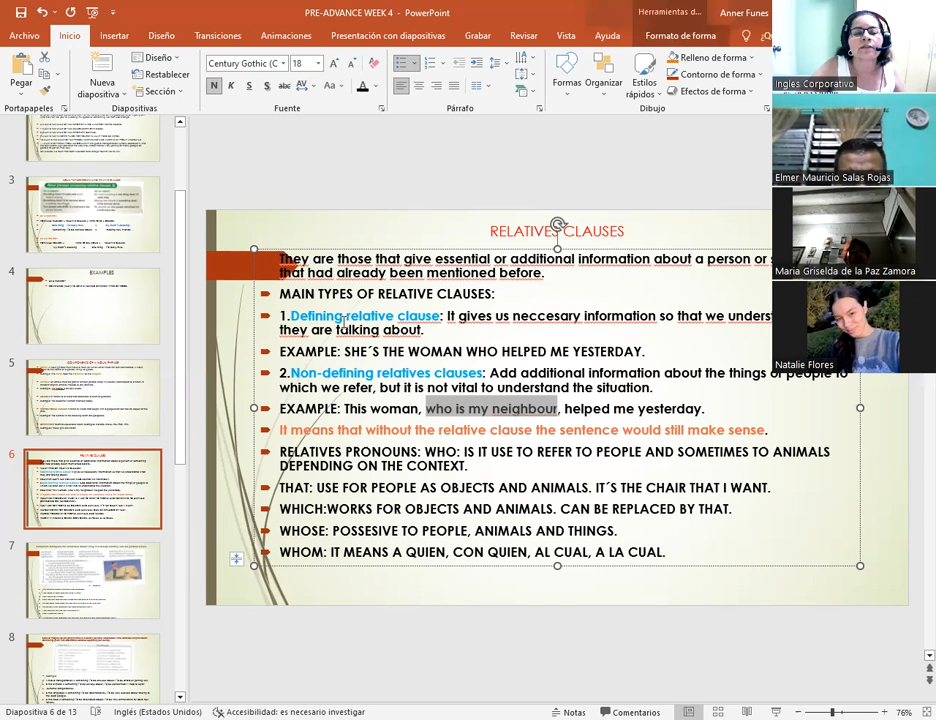 PRE-ADVANCE WEEK 4 - PowerPoint
Herramientas d...
Anner Funes
Archivo Inicio Insertar Diseño Transiciones Animaciones Presentación con diapositivas Grabar Revisar Vista Ayuda Formato de forma
Pegar
Portapapeles
Nueva diapositiva
Diseño
Restablecer
Sección
Diapositivas
Century Gothic (C 18
N K S S ab AV Aa A
Fuente
Párrafo
Formas
Organizar
Estilos rápidos
Relleno de forma
Contorno de forma
Efectos de forma
Dibujo
Inglés Corporativo
Elmer Mauricio Salas Rojas
Maria Griselda de la Paz Zamora
Natalie Flores
3
4
EXAMPLES
5
6
7
8
RELATIVES CLAUSES
They are those that give essential or additional information about a person or s
that had already been mentioned before.
MAIN TYPES OF RELATIVE CLAUSES:
1.Defining relative clause: It gives us neccesary information so that we unders
they are talking about.
EXAMPLE: SHE´S THE WOMAN WHO HELPED ME YESTERDAY.
2.Non-defining relatives clauses: Add additional information about the things or people to
which we refer, but it is not vital to understand the situation.
EXAMPLE: This woman, who is my neighbour, helped me yesterday.
It means that without the relative clause the sentence would still make sense.
RELATIVES PRONOUNS: WHO: IS IT USE TO REFER TO PEOPLE AND SOMETIMES TO ANIMALS
DEPENDING ON THE CONTEXT.
THAT: USE FOR PEOPLE AS OBJECTS AND ANIMALS. IT´S THE CHAIR THAT I WANT.
WHICH:WORKS FOR OBJECTS AND ANIMALS. CAN BE REPLACED BY THAT.
WHOSE: POSSESIVE TO PEOPLE, ANIMALS AND THINGS.
WHOM: IT MEANS A QUIEN, CON QUIEN, AL CUAL, A LA CUAL.
Diapositiva 6 de 13
Inglés (Estados Unidos)
Accesibilidad: es necesario investigar
Notas
Comentarios
76%